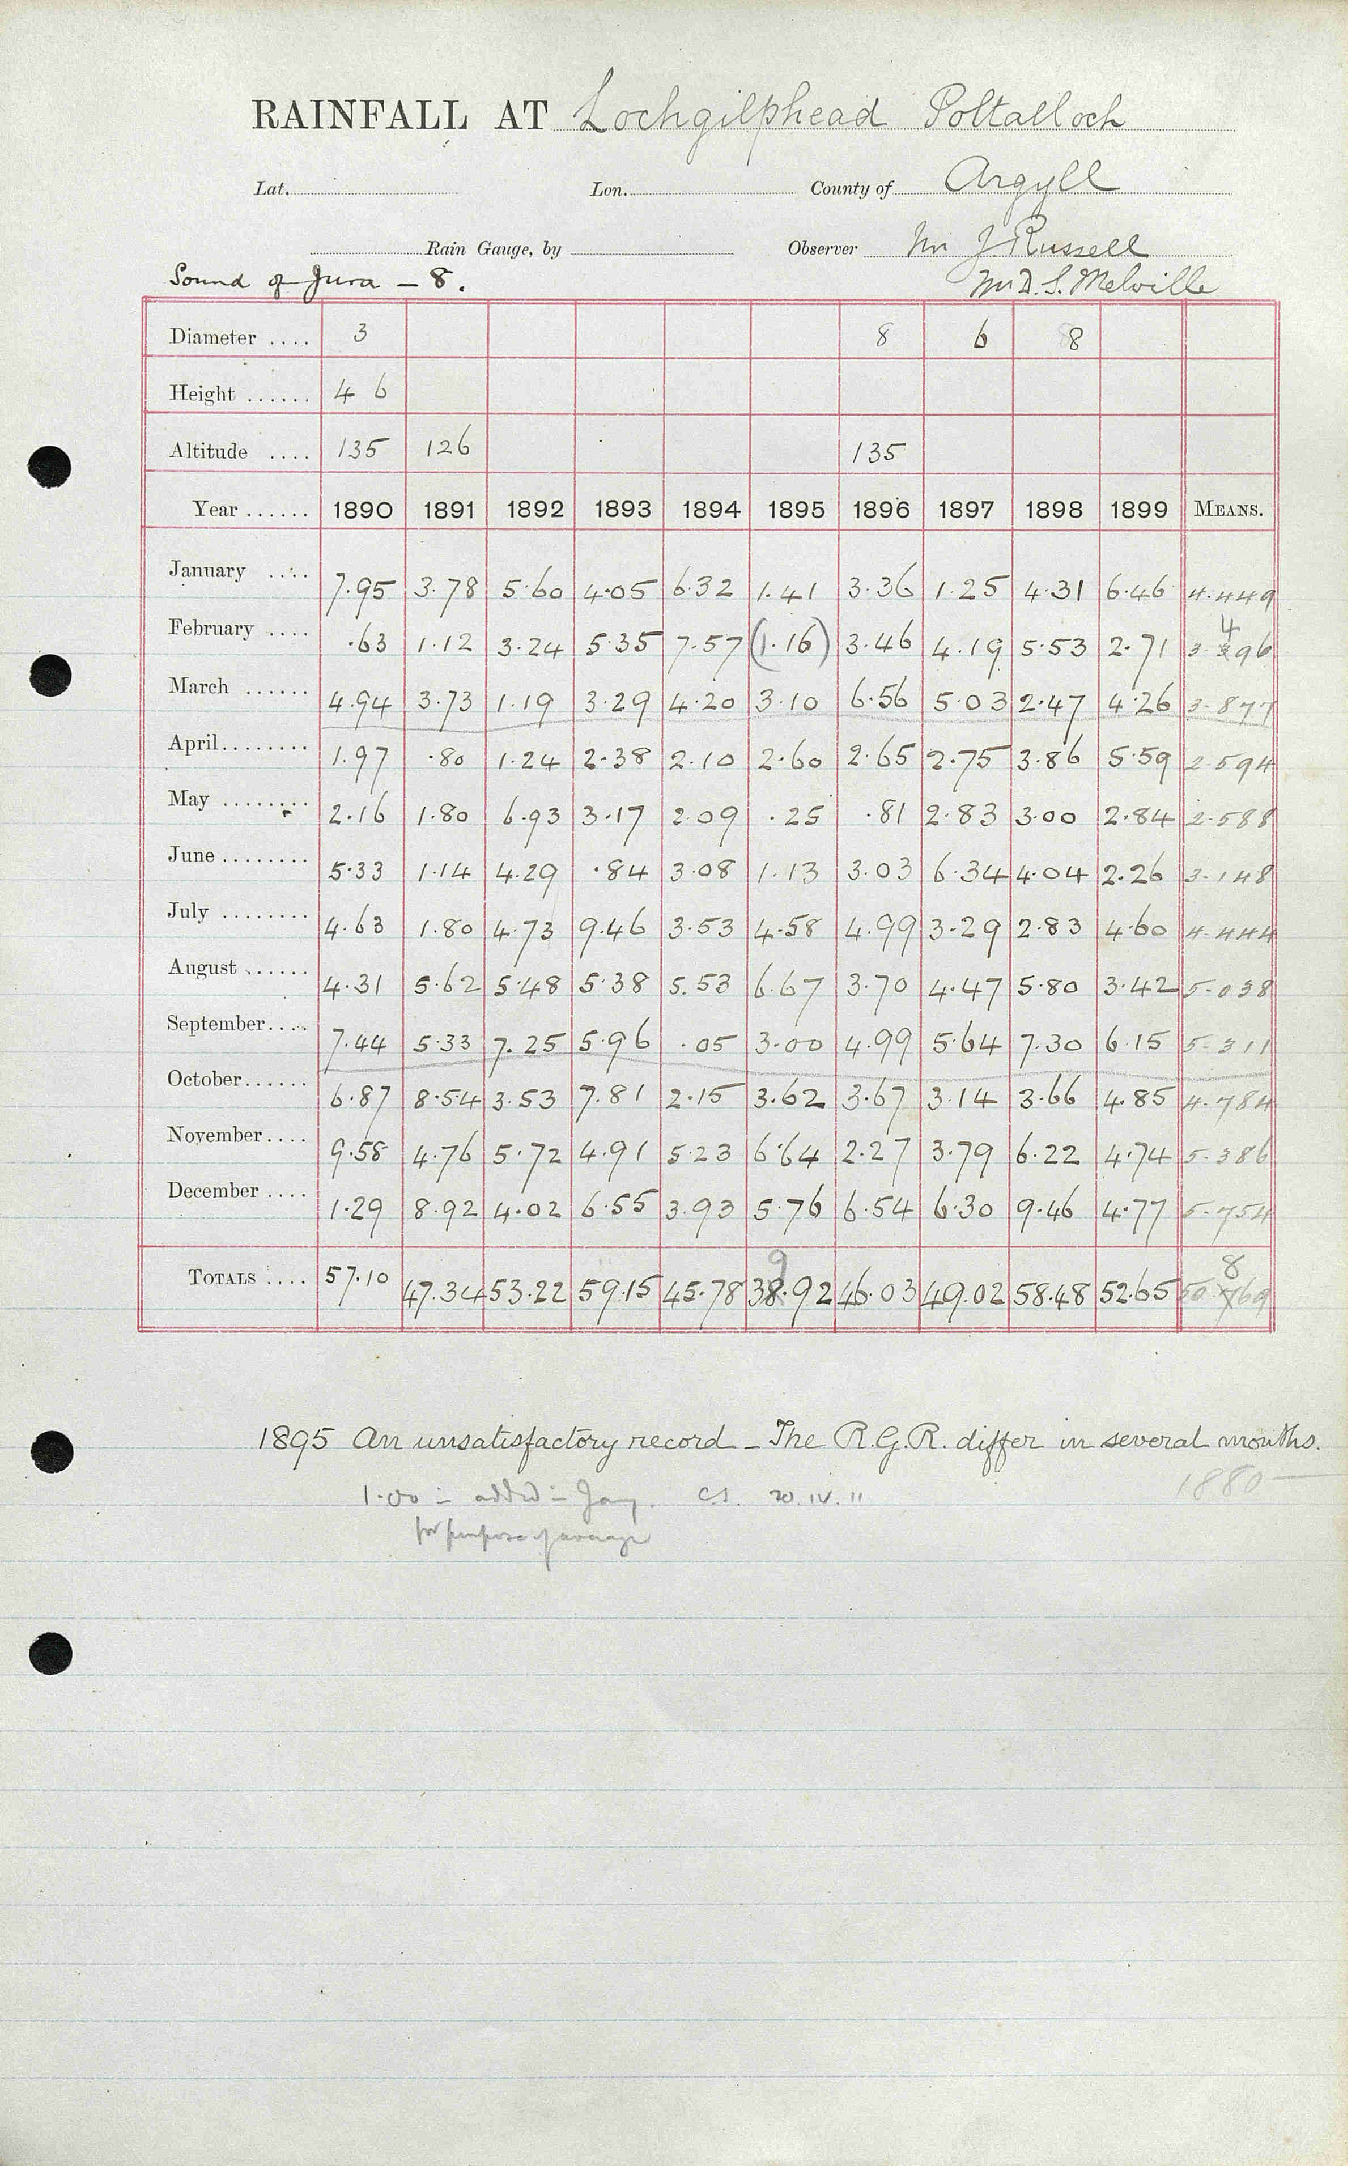 RAINFALL AT Lochgilphead Poltalloch
Lat. Lon. County of Argyll
Rain Gauge, by Observer Mr J Russell
Sound of Jura – 8. Mr D. S. Melville
Diameter .... 3 8 6 8
Height ...... 4 6
Altitude .... 135 126 135
Year ...... 1890 1891 1892 1893 1894 1895 1896 1897 1898 1899 MEANS.
January .... 7.95 3.78 5.60 4.05 6.32 1.41 3.36 1.25 4.31 6.46 4.449
February .... .63 1.12 3.24 5.35 7.57 (1.16) 3.46 4.19 5.53 2.71 3.496
March ...... 4.94 3.73 1.19 3.29 4.20 3.10 6.56 5.03 2.47 4.26 3.877
April........ 1.97 .80 1.24 2.38 2.10 2.60 2.65 2.75 3.86 5.59 2.594
May ........ 2.16 1.80 6.93 3.17 2.09 .25 .81 2.83 3.00 2.84 2.588
June ........ 5.33 1.14 4.29 .84 3.08 1.13 3.03 6.34 4.04 2.26 3.148
July ........ 4.63 1.80 4.73 9.46 3.53 4.58 4.99 3.29 2.83 4.60 4.444
August ...... 4.31 5.62 5.48 5.38 5.53 6.67 3.70 4.47 5.80 3.42 5.038
September.... 7.44 5.33 7.25 5.96 .05 3.00 4.99 5.64 7.30 6.15 5.311
October...... 6.87 8.54 3.53 7.81 2.15 3.62 3.67 3.14 3.66 4.85 4.784
November.... 9.58 4.76 5.72 4.91 5.23 6.64 2.27 3.79 6.22 4.74 5.386
December .... 1.29 8.92 4.02 6.55 3.93 5.76 6.54 6.30 9.46 4.77 5.754
TOTALS .... 57.10 47.34 53.22 59.15 45.78 39.92 46.03 49.02 58.48 52.65 50.869
1895 An unsatisfactory record – The R.G.R. differ in several months.
1.00 in added in Jan. C.S. 20.IV.11 1880—
for purpose of average